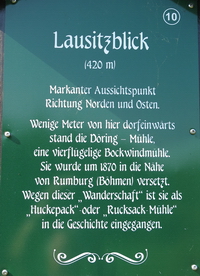 10
Lausitzblick
(420 m)
Markanter Aussichtspunkt
Richtung Norden und Osten.
Wenige Meter von hier dorfeinwärts
stand die Döring - Mühle,
eine vierflügelige Bockwindmühle.
Sie wurde um 1870 in die Nähe
von Rumburg (Böhmen) versetzt.
Wegen dieser „Wanderschaft" ist sie als
„Huckepack"-oder „Rucksack Mühle"
in die Geschichte eingegangen.